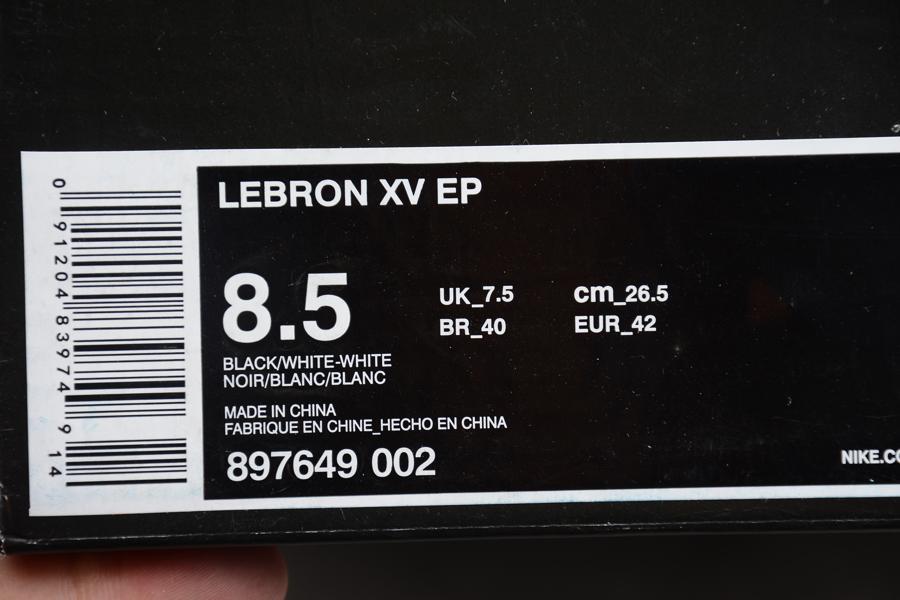 LEBRON XV EP
8.5
UK_7.5 cm_26.5
BR_40 EUR_42
BLACK/WHITE-WHITE
NOIR/BLANC/BLANC
MADE IN CHINA
FABRIQUE EN CHINE_HECHO EN CHINA
897649 002
NIKE.CO
0 91204 83974 9 14